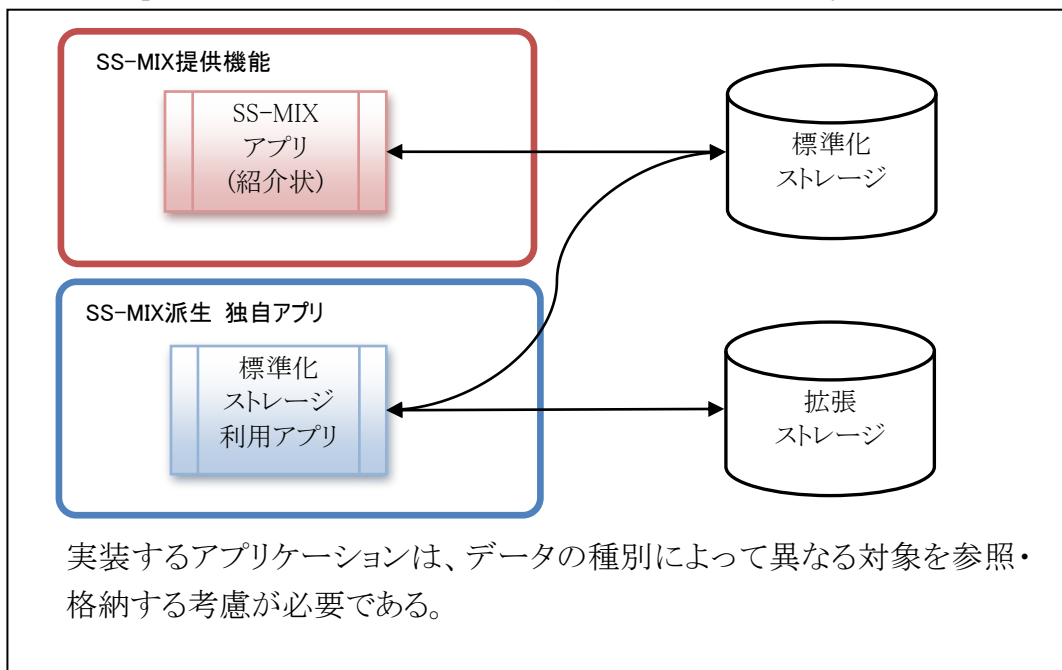 SS-MIX提供機能
SS-MIX
アプリ
(紹介状)
標準化
ストレージ
SS-MIX派生 独自アプリ
標準化
ストレージ
利用アプリ
拡張
ストレージ
実装するアプリケーションは、データの種別によって異なる対象を参照・
格納する考慮が必要である。